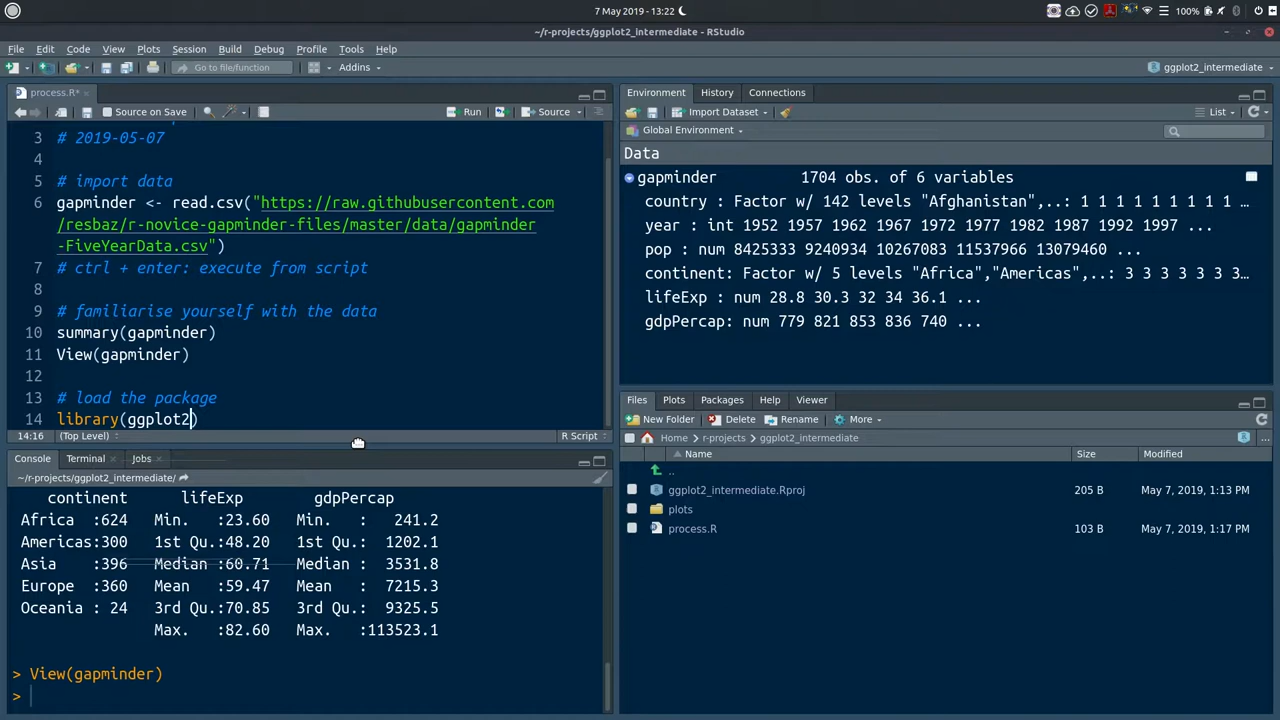 7 May 2019 - 13:22
100%
~/r-projects/ggplot2_intermediate - RStudio
File Edit Code View Plots Session Build Debug Profile Tools Help
Go to file/function Addins ggplot2_intermediate
process.R*
Source on Save Run Source
3 # 2019-05-07
4
5 # import data
6 gapminder <- read.csv("https://raw.githubusercontent.com
/resbaz/r-novice-gapminder-files/master/data/gapminder
-FiveYearData.csv")
7 # ctrl + enter: execute from script
8
9 # familiarise yourself with the data
10 summary(gapminder)
11 View(gapminder)
12
13 # load the package
14 library(ggplot2)
14:16 (Top Level) R Script
Console Terminal Jobs
~/r-projects/ggplot2_intermediate/
continent lifeExp gdpPercap
Africa :624 Min. :23.60 Min. : 241.2
Americas:300 1st Qu.:48.20 1st Qu.: 1202.1
Asia :396 Median :60.71 Median : 3531.8
Europe :360 Mean :59.47 Mean : 7215.3
Oceania : 24 3rd Qu.:70.85 3rd Qu.: 9325.5
Max. :82.60 Max. :113523.1
> View(gapminder)
>
Environment History Connections
Import Dataset List
Global Environment
Data
gapminder 1704 obs. of 6 variables
country : Factor w/ 142 levels "Afghanistan",..: 1 1 1 1 1 1 1 1 1 ...
year : int 1952 1957 1962 1967 1972 1977 1982 1987 1992 1997 ...
pop : num 8425333 9240934 10267083 11537966 13079460 ...
continent: Factor w/ 5 levels "Africa","Americas",..: 3 3 3 3 3 3 3…
lifeExp : num 28.8 30.3 32 34 36.1 ...
gdpPercap: num 779 821 853 836 740 ...
Files Plots Packages Help Viewer
New Folder Delete Rename More
Home r-projects ggplot2_intermediate ...
Name Size Modified
..
ggplot2_intermediate.Rproj 205 B May 7, 2019, 1:13 PM
plots
process.R 103 B May 7, 2019, 1:17 PM